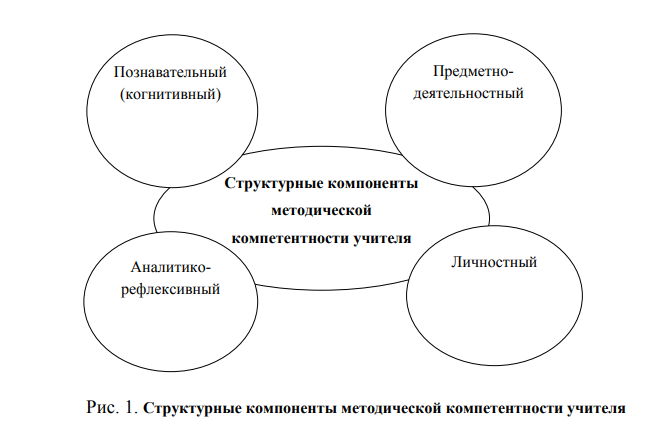 Познавательный
(когнитивный)
Предметно-
деятельностный
Структурные компоненты
методической
компетентности учителя
Аналитико-
рефлексивный
Личностный
Рис. 1. Структурные компоненты методической компетентности учителя